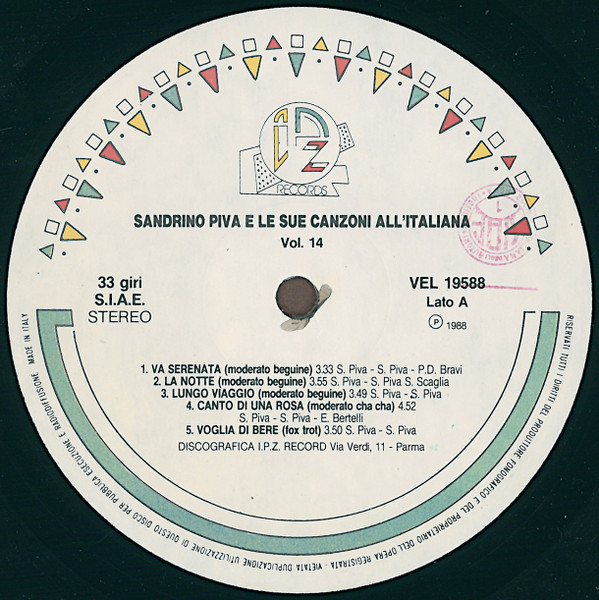 IPZ
RECORDS
SANDRINO PIVA E LE SUE CANZONI ALL'ITALIANA
Vol. 14
33 giri
S.I.A.E.
STEREO
VEL 19588
Lato A
Ⓟ 1988
1. VA SERENATA (moderato beguine) 3.33 S. Piva - S. Piva - P.D. Bravi
2. LA NOTTE (moderato beguine) 3.55 S. Piva - S. Piva S. Scaglia
3. LUNGO VIAGGIO (moderato beguine) 3.49 S. Piva - S. Piva
4. CANTO DI UNA ROSA (moderato cha cha) 4.52
S. Piva - S. Piva - E. Bertelli
5. VOGLIA DI BERE (fox trot) 3.50 S. Piva - S. Piva
DISCOGRAFICA I.P.Z. RECORD Via Verdi, 11 - Parma
RISERVATI TUTTI I DIRITTI DEL PRODUTTORE FONOGRAFICO E DEL PROPRIETARIO DELL OPERA REGISTRATA · VIETATA DUPLICAZIONE UTILIZZAZIONE DI QUESTO DISCO PER PUBBLICA ESECUZIONE E RADIODIFFUSIONE. MADE IN ITALY